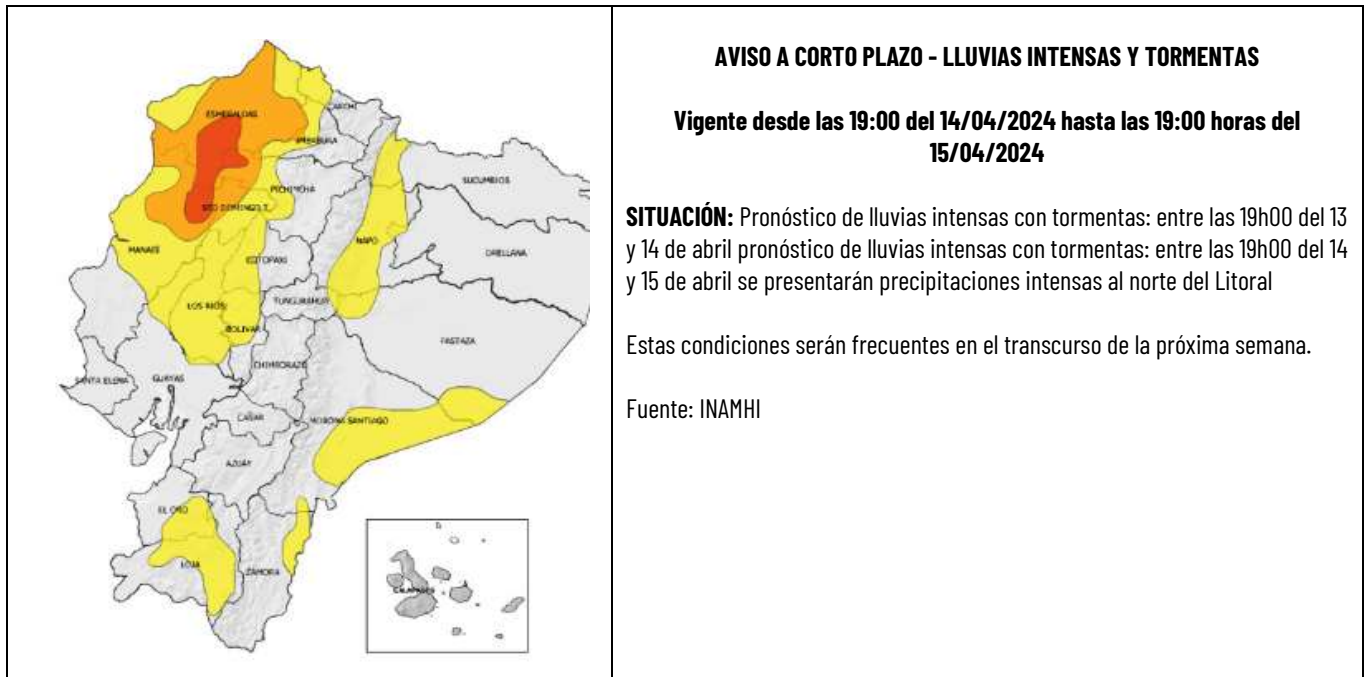 ESMERALDAS
CARCHI
IMBABURA
PICHINCHA
SUCUMBIOS
STO DOMINGO T.
MANABÍ
NAPO
COTOPAXI
ORELLANA
LOS RIOS
TUNGURAHUA
BOLIVAR
PASTAZA
CHIMBORAZO
SANTA ELENA
GUAYAS
CAÑAR
MORONA SANTIAGO
AZUAY
EL ORO
LOJA
ZAMORA
GALAPAGOS
AVISO A CORTO PLAZO - LLUVIAS INTENSAS Y TORMENTAS
Vigente desde las 19:00 del 14/04/2024 hasta las 19:00 horas del
15/04/2024
SITUACIÓN: Pronóstico de lluvias intensas con tormentas: entre las 19h00 del 13
y 14 de abril pronóstico de lluvias intensas con tormentas: entre las 19h00 del 14
y 15 de abril se presentarán precipitaciones intensas al norte del Litoral
Estas condiciones serán frecuentes en el transcurso de la próxima semana.
Fuente: INAMHI